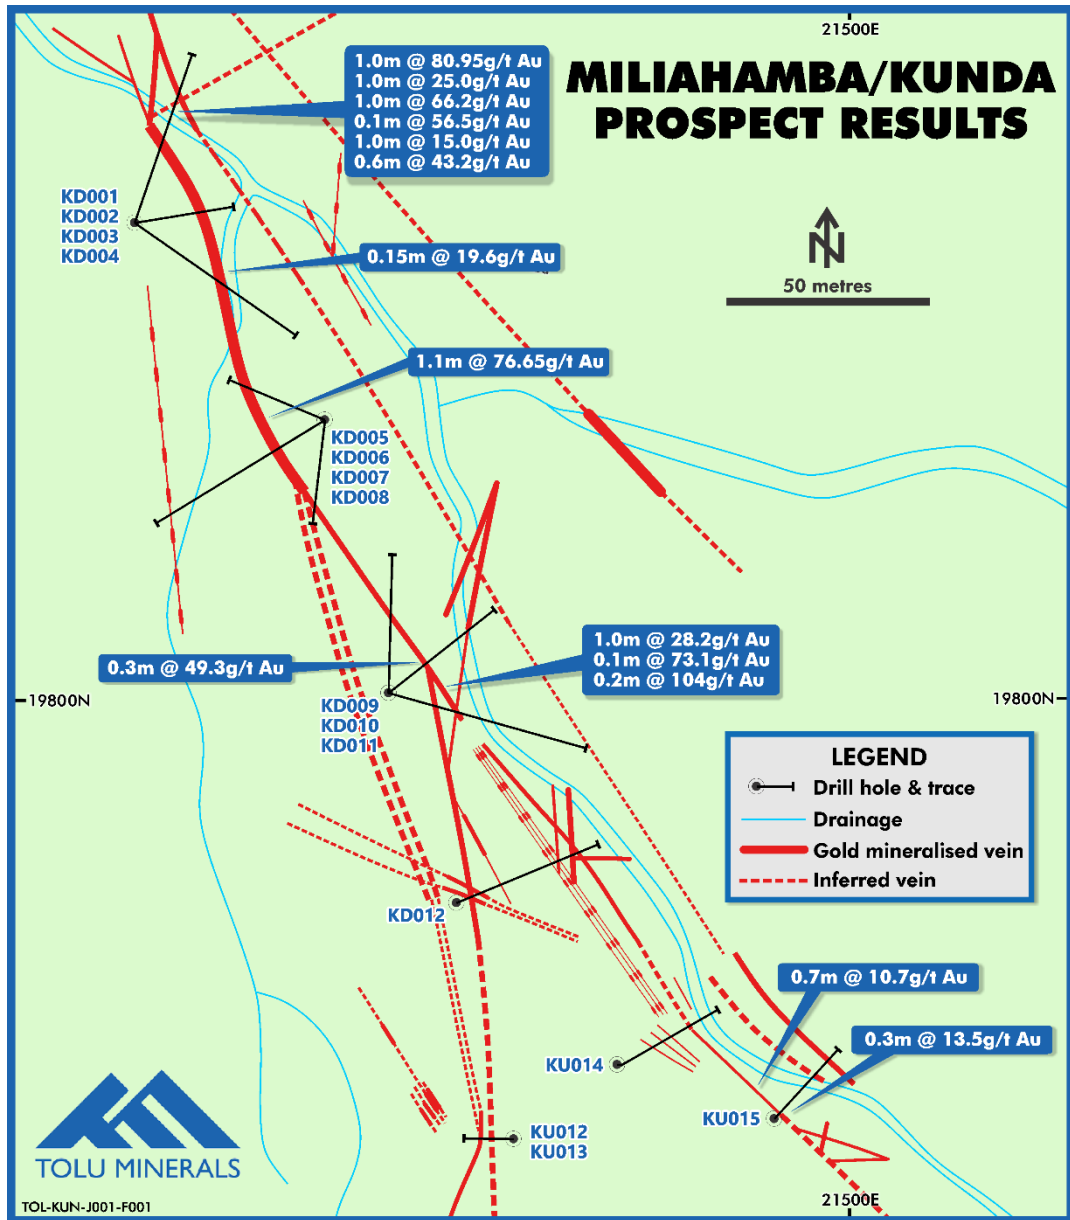 21500E
MILIAHAMBA/KUNDA
PROSPECT RESULTS
1.0m @ 80.95g/t Au
1.0m @ 25.0g/t Au
1.0m @ 66.2g/t Au
0.1m @ 56.5g/t Au
1.0m @ 15.0g/t Au
0.6m @ 43.2g/t Au
KD001
KD002
KD003
KD004
N
0.15m @ 19.6g/t Au
50 metres
1.1m @ 76.65g/t Au
KD005
KD006
KD007
KD008
0.3m @ 49.3g/t Au
1.0m @ 28.2g/t Au
0.1m @ 73.1g/t Au
0.2m @ 104g/t Au
19800N
19800N
KD009
KD010
KD011
LEGEND
Drill hole & trace
Drainage
Gold mineralised vein
Inferred vein
KD012
0.7m @ 10.7g/t Au
0.3m @ 13.5g/t Au
KU014
KU015
KU012
KU013
TOLU MINERALS
TOL-KUN-J001-F001
21500E